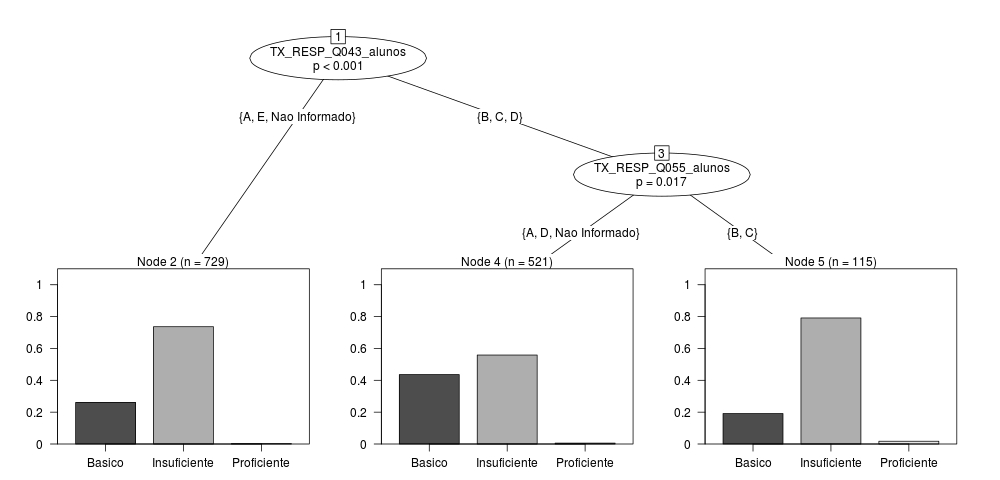 1
TX_RESP_Q043_alunos
p < 0.001
{A, E, Nao Informado}
{B, C, D}
3
TX_RESP_Q055_alunos
p = 0.017
{A, D, Nao Informado}
{B, C}
Node 2 (n = 729)
1
0.8
0.6
0.4
0.2
0
Basico Insuficiente Proficiente
Node 4 (n = 521)
1
0.8
0.6
0.4
0.2
0
Basico Insuficiente Proficiente
Node 5 (n = 115)
1
0.8
0.6
0.4
0.2
0
Basico Insuficiente Proficiente